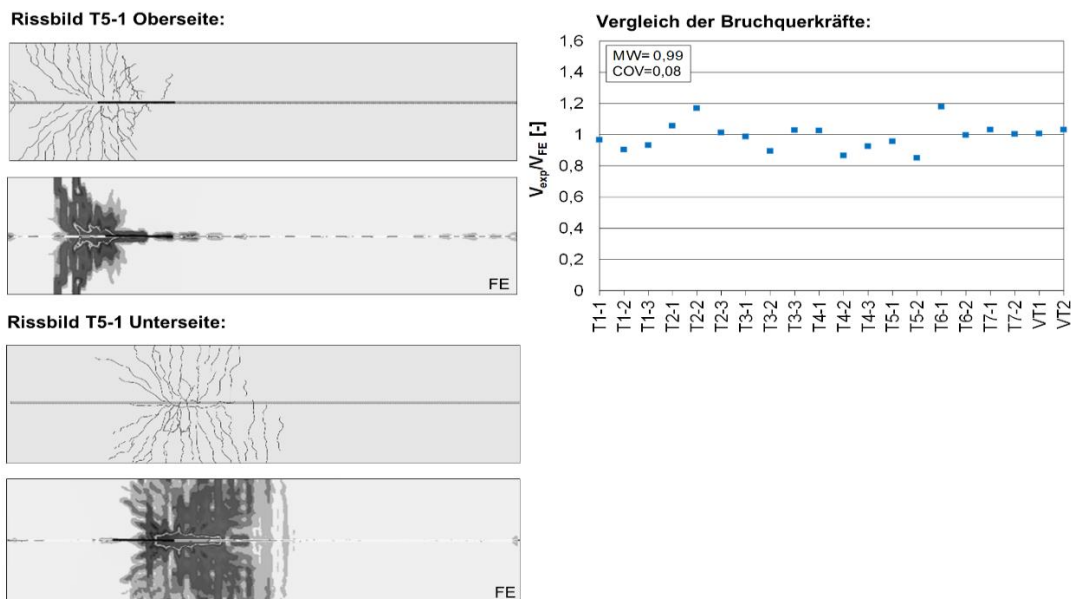 Rissbild T5-1 Oberseite:
FE
Rissbild T5-1 Unterseite:
FE
Vergleich der Bruchquerkräfte:
MW= 0,99
COV=0,08
Vexp/VFE [-]
1,6
1,4
1,2
1
0,8
0,6
0,4
0,2
0
T1-1
T1-2
T1-3
T2-1
T2-2
T2-3
T3-1
T3-2
T3-3
T4-1
T4-2
T4-3
T5-1
T5-2
T6-1
T6-2
T7-1
T7-2
VT1
VT2